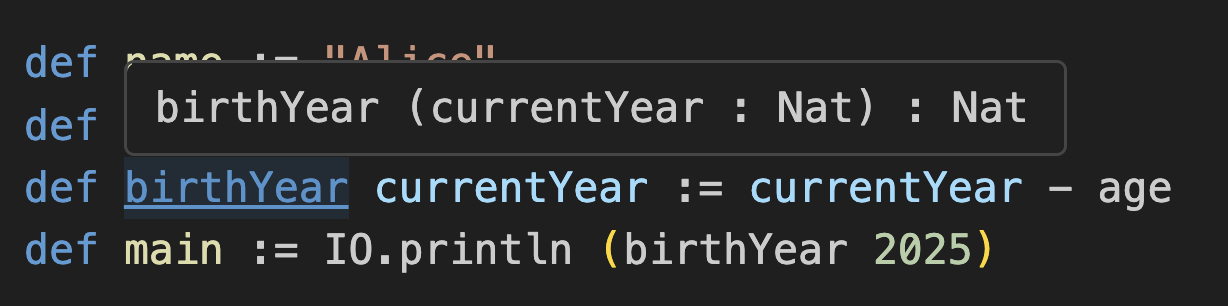 def name := "Alice"
birthYear (currentYear : Nat) : Nat
def
def birthYear currentYear := currentYear - age
def main := IO.println (birthYear 2025)